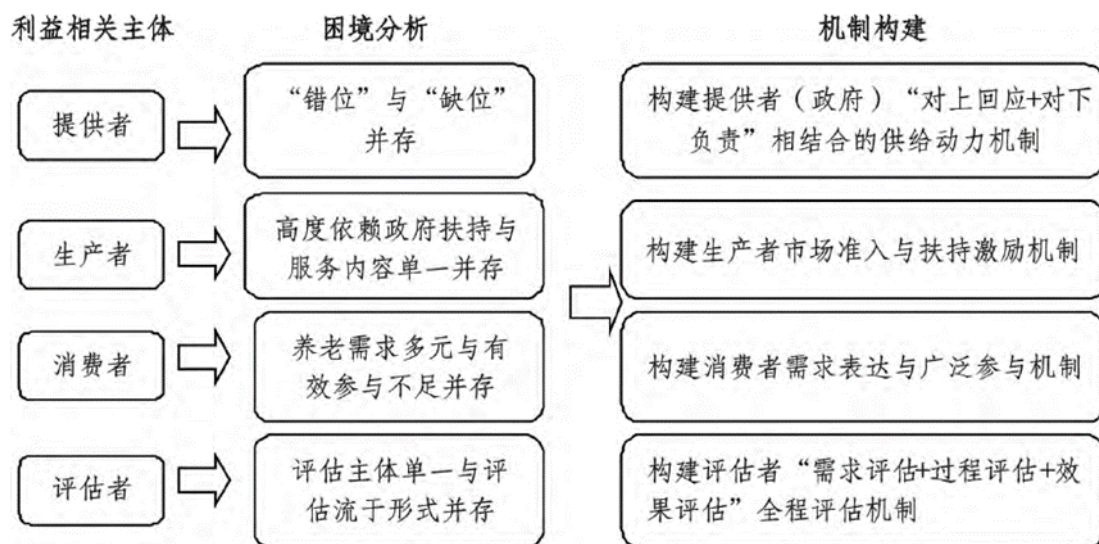 利益相关主体 困境分析 机制构建
提供者
“错位”与“缺位”
并存
构建提供者（政府）“对上回应+对下
负责”相结合的供给动力机制
生产者
高度依赖政府扶持与
服务内容单一并存
构建生产者市场准入与扶持激励机制
消费者
养老需求多元与有
效参与不足并存
构建消费者需求表达与广泛参与机制
评估者
评估主体单一与评
估流于形式并存
构建评估者“需求评估+过程评估+效
果评估”全程评估机制